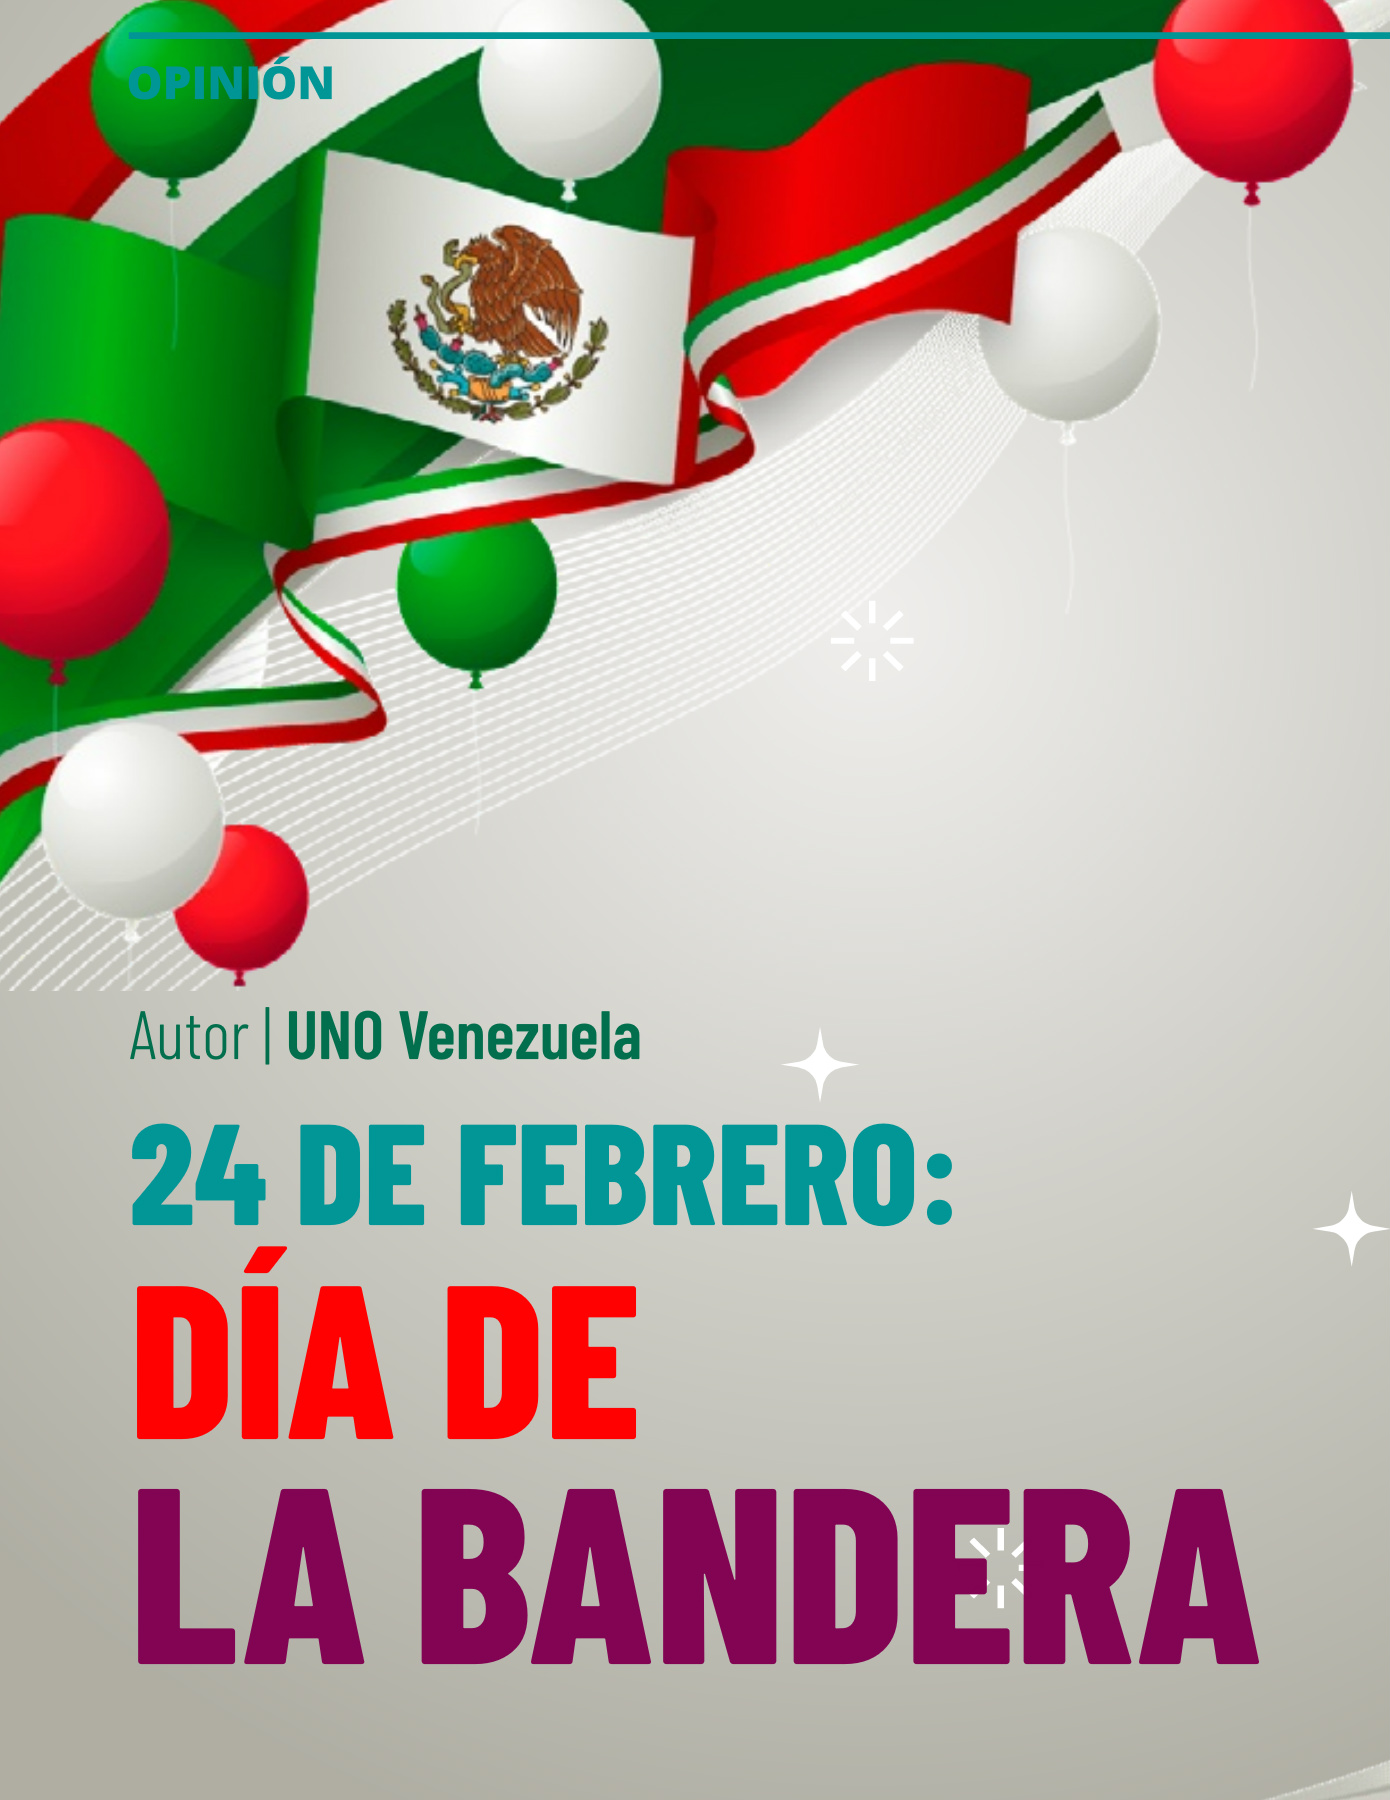 OPINIÓN
Autor | UNO Venezuela
24 DE FEBRERO:
DÍA DE
LA BANDERA